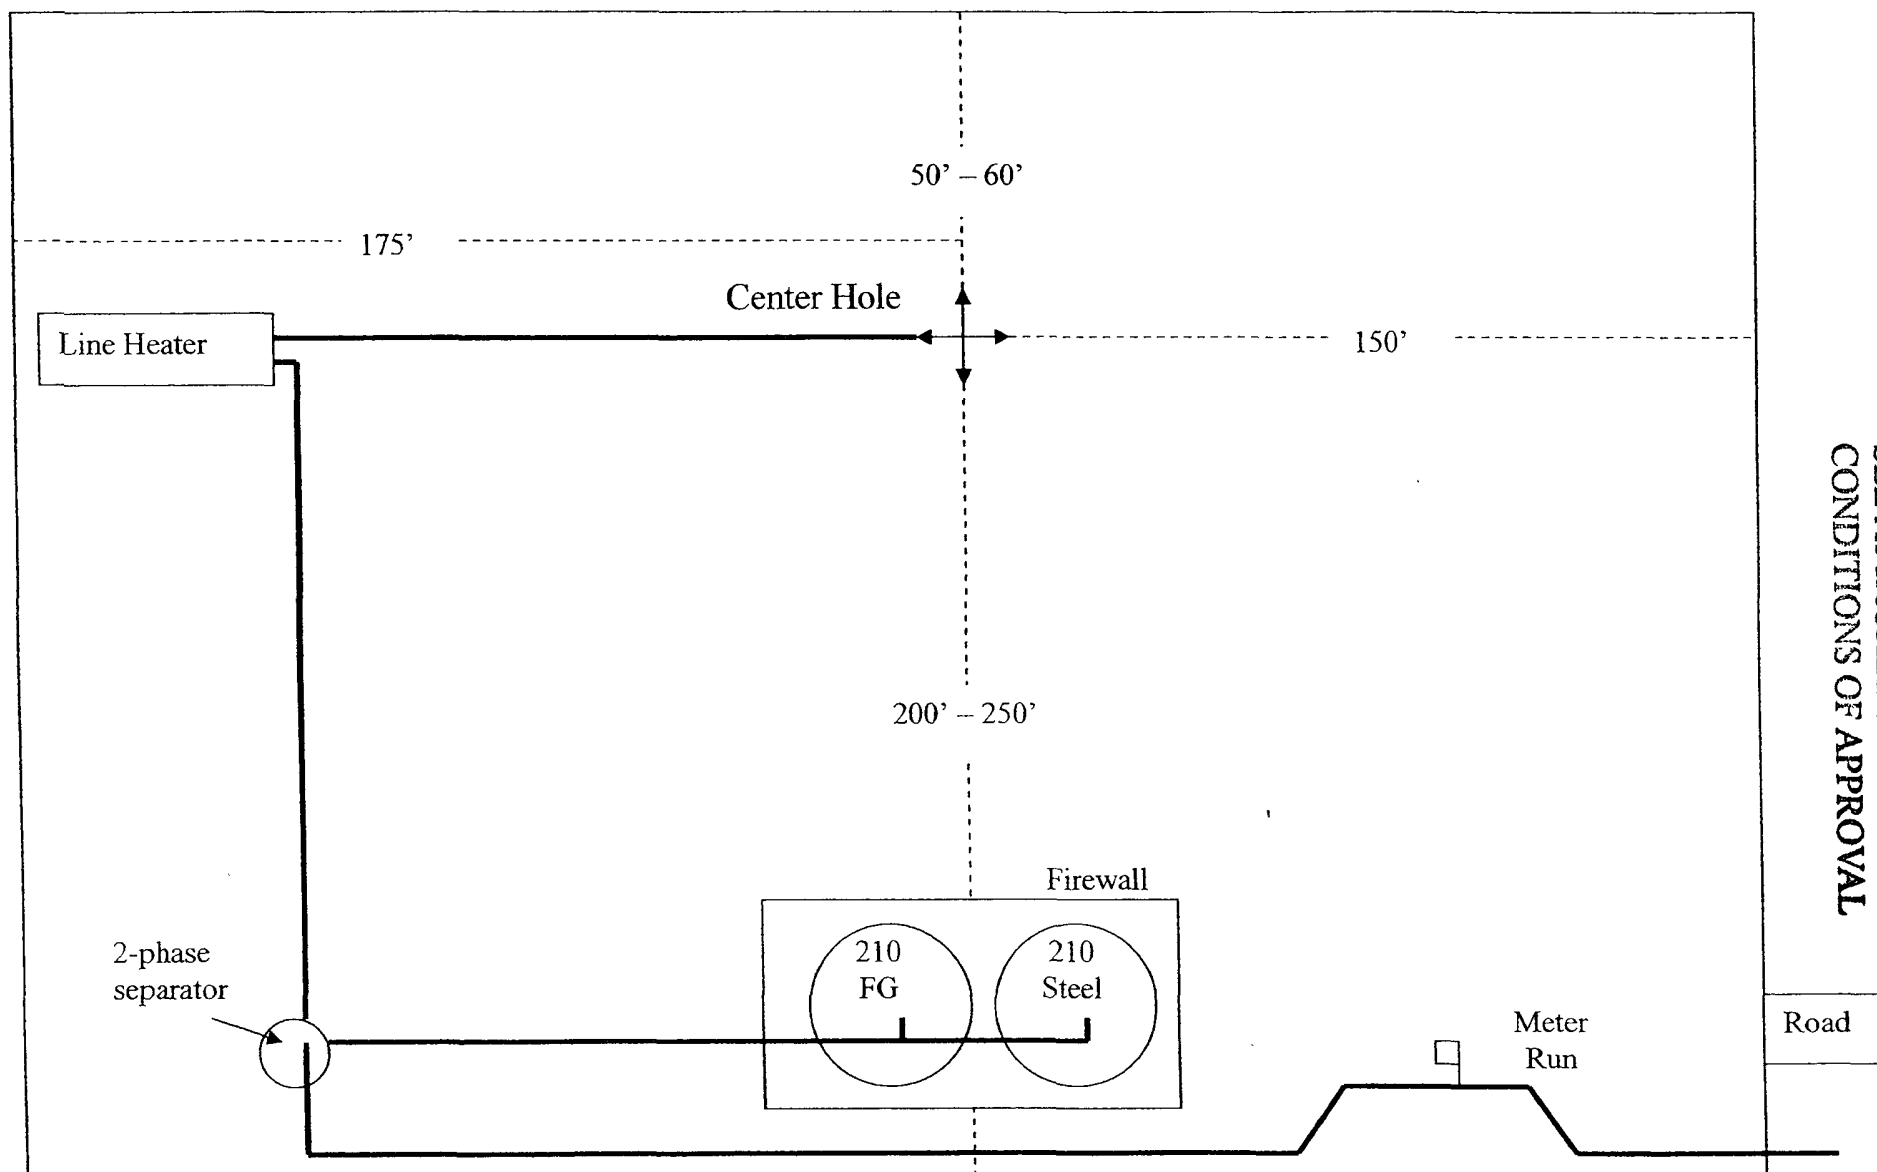 50’ – 60’
175’
Center Hole
Line Heater
150’
CONDITIONS OF APPROVAL
200’ – 250’
Firewall
2-phase
separator
210
FG
210
Steel
Meter
Run
Road